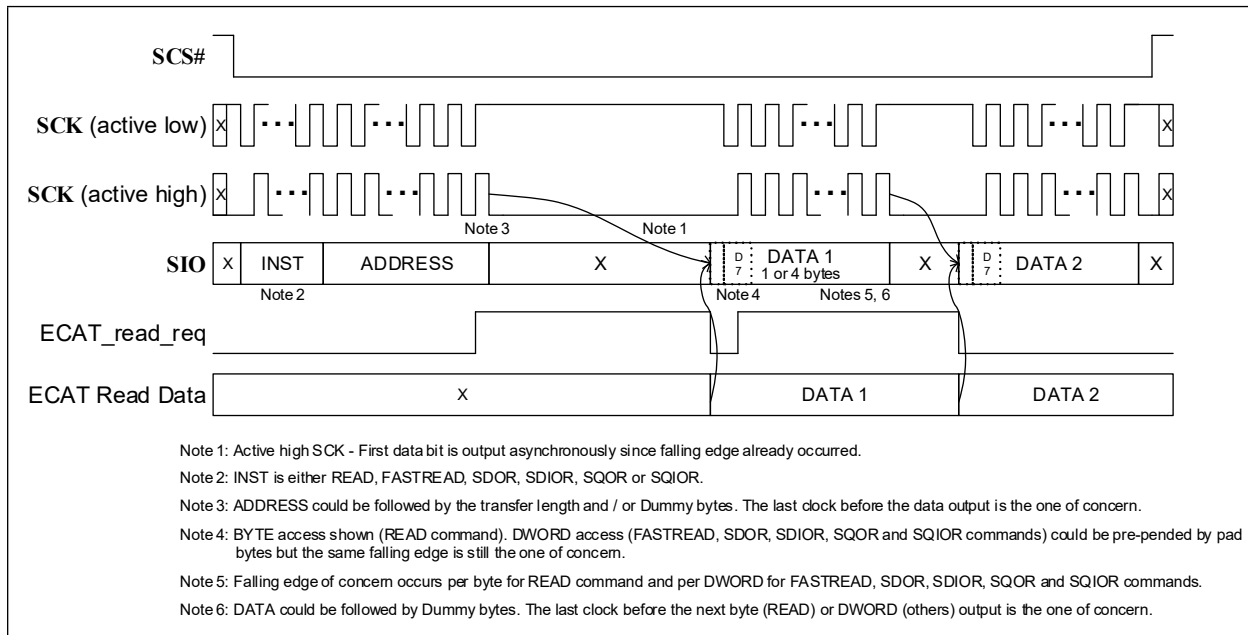 SCS#
SCK (active low) X ... ... ... ... X
SCK (active high) X ... ... ... ... X
Note 3 Note 1
SIO X INST ADDRESS X D7 DATA 1 X D7 DATA 2 X
1 or 4 bytes
Note 2 Note 4 Notes 5, 6
ECAT_read_req
ECAT Read Data X DATA 1 DATA 2
Note 1: Active high SCK - First data bit is output asynchronously since falling edge already occurred.
Note 2: INST is either READ, FASTREAD, SDOR, SDIOR, SQOR or SQIOR.
Note 3: ADDRESS could be followed by the transfer length and / or Dummy bytes. The last clock before the data output is the one of concern.
Note 4: BYTE access shown (READ command). DWORD access (FASTREAD, SDOR, SDIOR, SQOR and SQIOR commands) could be pre-pended by pad
bytes but the same falling edge is still the one of concern.
Note 5: Falling edge of concern occurs per byte for READ command and per DWORD for FASTREAD, SDOR, SDIOR, SQOR and SQIOR commands.
Note 6: DATA could be followed by Dummy bytes. The last clock before the next byte (READ) or DWORD (others) output is the one of concern.